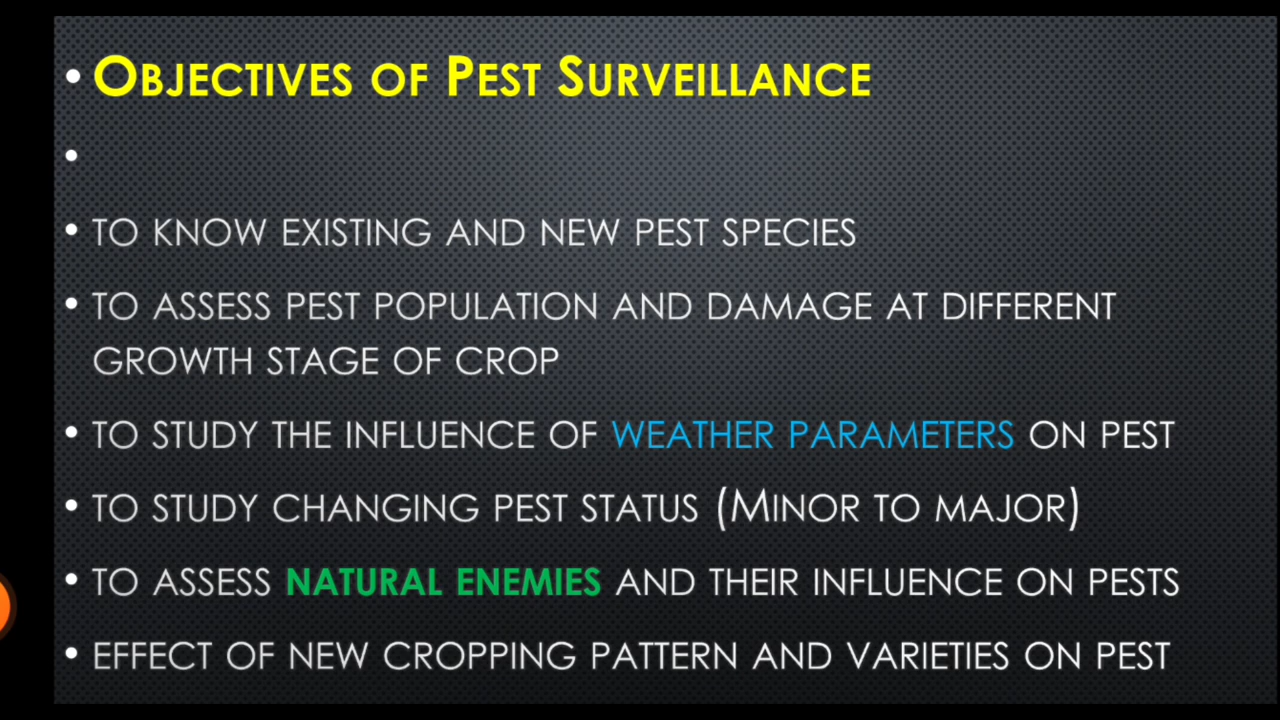 • OBJECTIVES OF PEST SURVEILLANCE
•
• TO KNOW EXISTING AND NEW PEST SPECIES
• TO ASSESS PEST POPULATION AND DAMAGE AT DIFFERENT
GROWTH STAGE OF CROP
• TO STUDY THE INFLUENCE OF WEATHER PARAMETERS ON PEST
• TO STUDY CHANGING PEST STATUS (MINOR TO MAJOR)
• TO ASSESS NATURAL ENEMIES AND THEIR INFLUENCE ON PESTS
• EFFECT OF NEW CROPPING PATTERN AND VARIETIES ON PEST